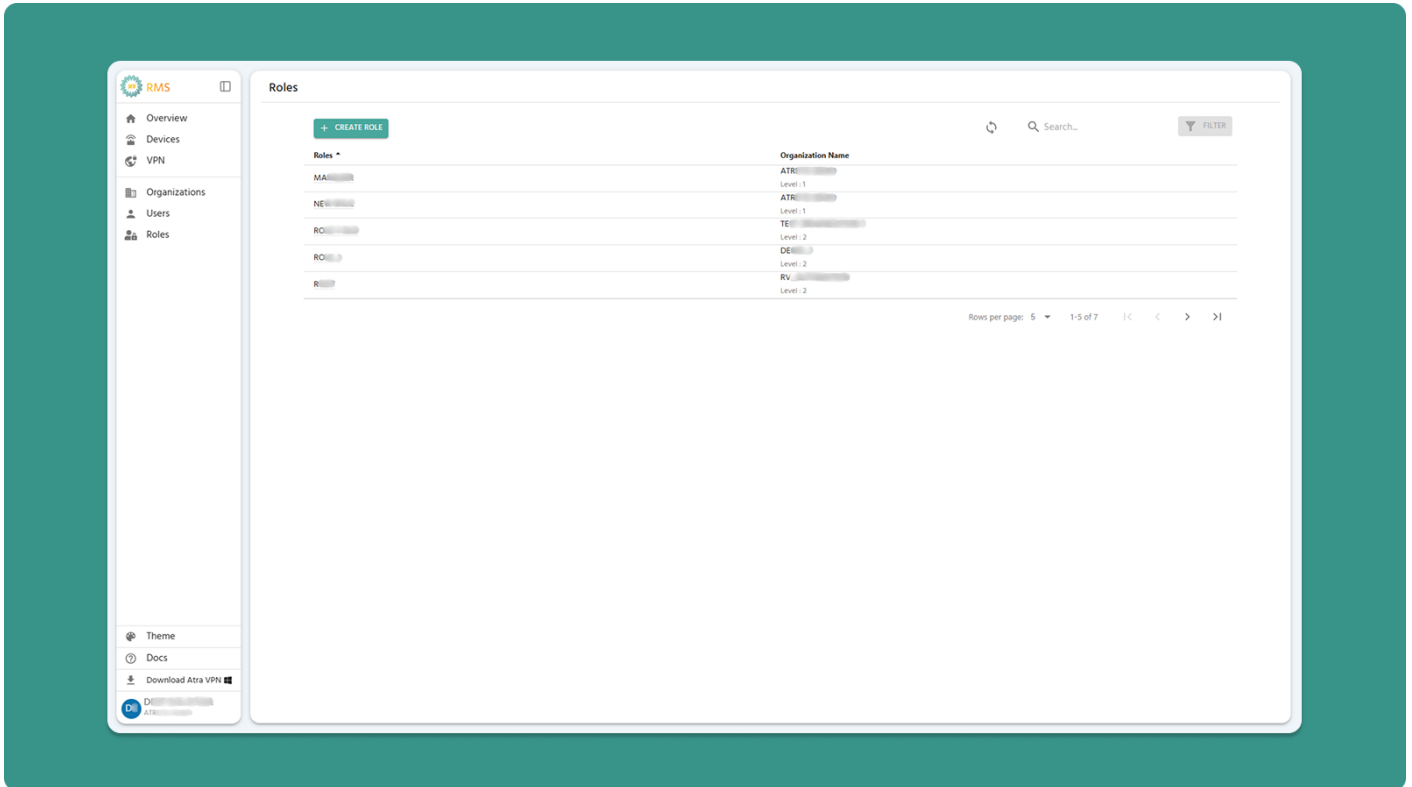 RMS
Roles
Overview
Devices
VPN
Organizations
Users
Roles
CREATE ROLE
Search...
FILTER
Roles
Organization Name
Level : 1
Level : 1
Level : 2
Level : 2
Level : 2
Rows per page: 5
1-5 of 7
Theme
Docs
Download Atra VPN